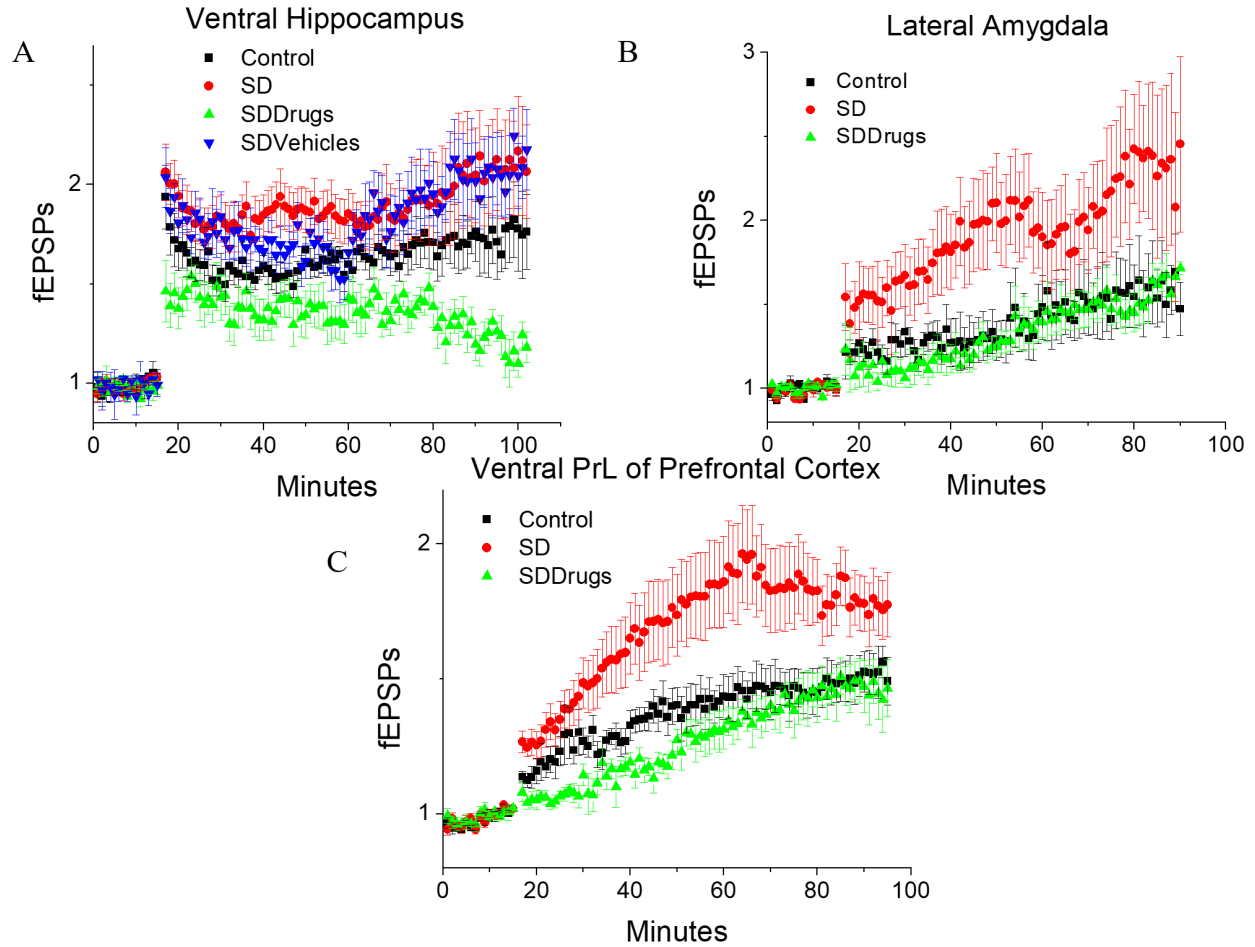 Ventral Hippocampus
A
Control
SD
SDDrugs
SDVehicles
fEPSPs
2
1
0
20
40
60
80
100
Minutes
Lateral Amygdala
B
Control
SD
SDDrugs
fEPSPs
3
2
1
0
20
40
60
80
100
Minutes
Ventral PrL of Prefrontal Cortex
C
Control
SD
SDDrugs
fEPSPs
2
1
0
20
40
60
80
100
Minutes